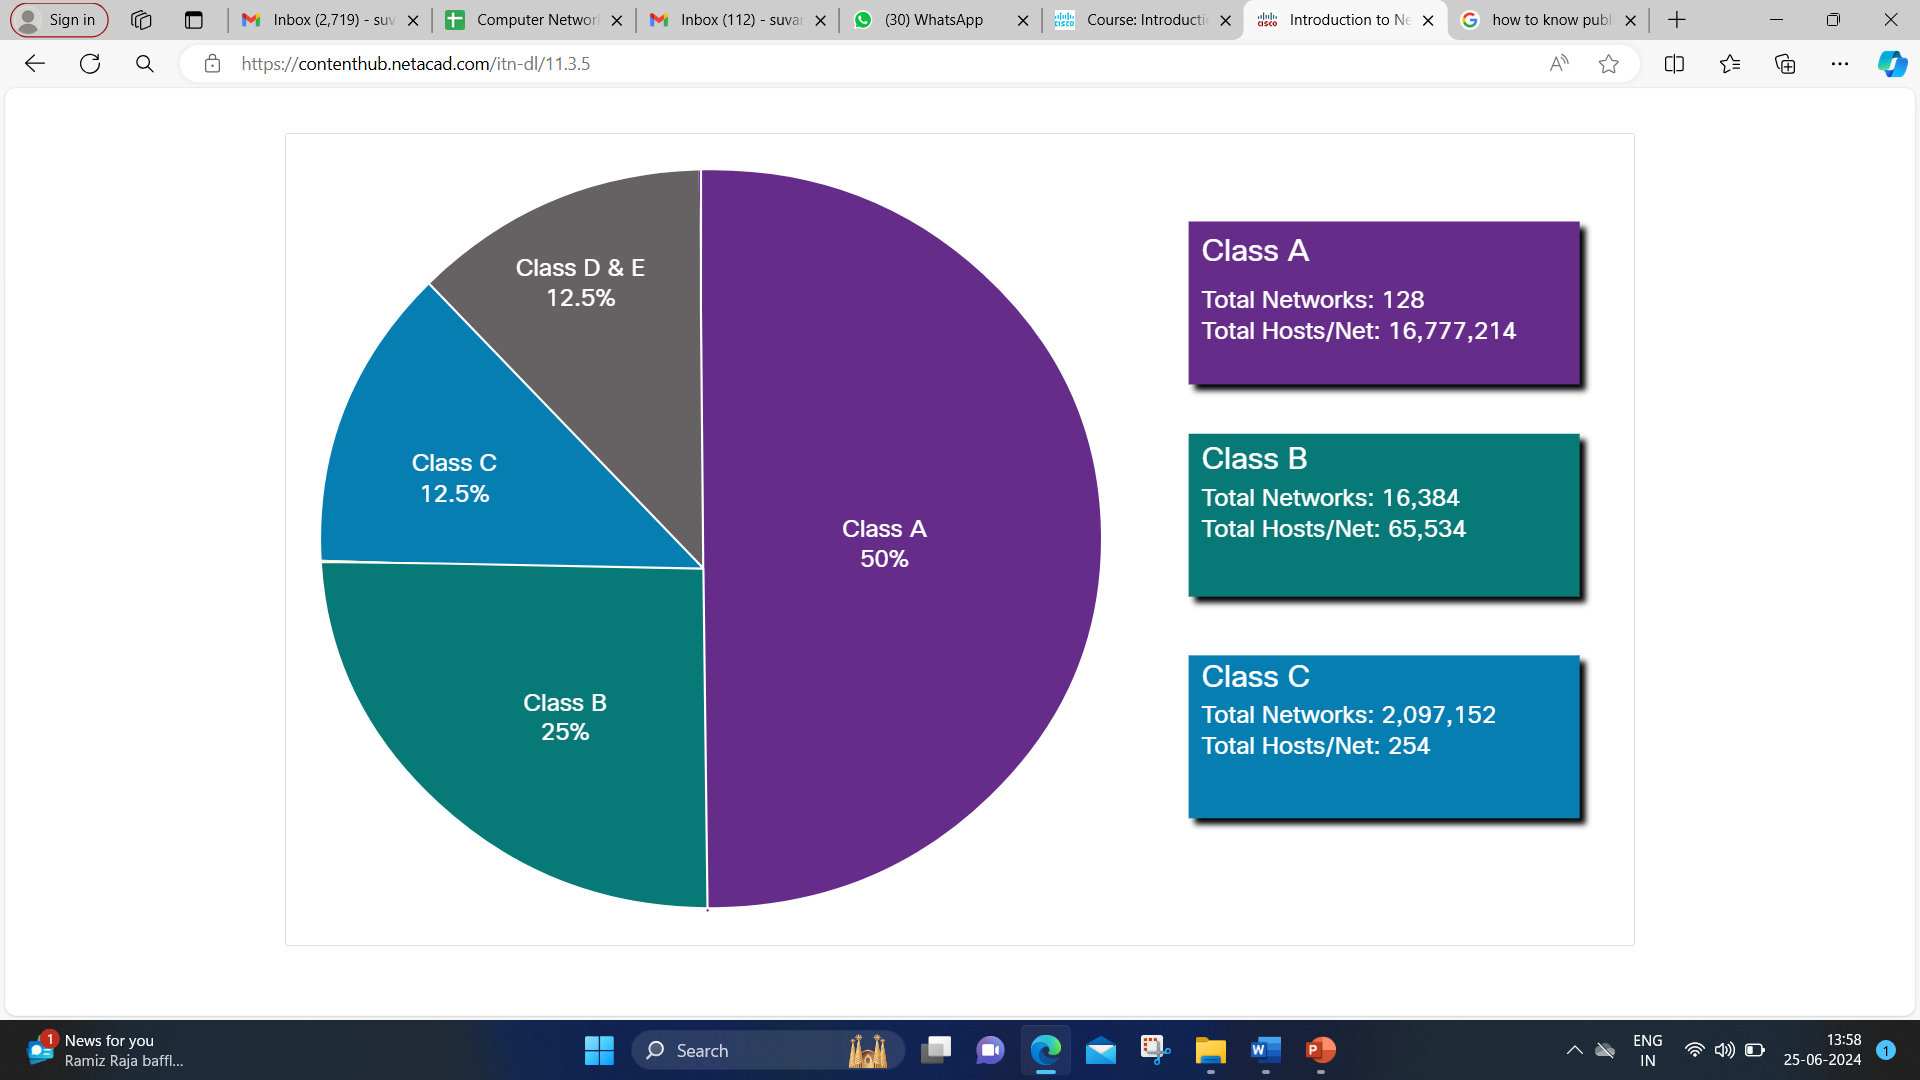 Sign in
Inbox (2,719) - suv
Computer Networ
Inbox (112) - suvar
(30) WhatsApp
Course: Introducti
Introduction to Ne
how to know publ
https://contenthub.netacad.com/itn-dl/11.3.5
Class D & E
12.5%
Class C
12.5%
Class A
50%
Class B
25%
Class A
Total Networks: 128
Total Hosts/Net: 16,777,214
Class B
Total Networks: 16,384
Total Hosts/Net: 65,534
Class C
Total Networks: 2,097,152
Total Hosts/Net: 254
1
News for you
Ramiz Raja baffl...
Search
ENG
IN
13:58
25-06-2024
1